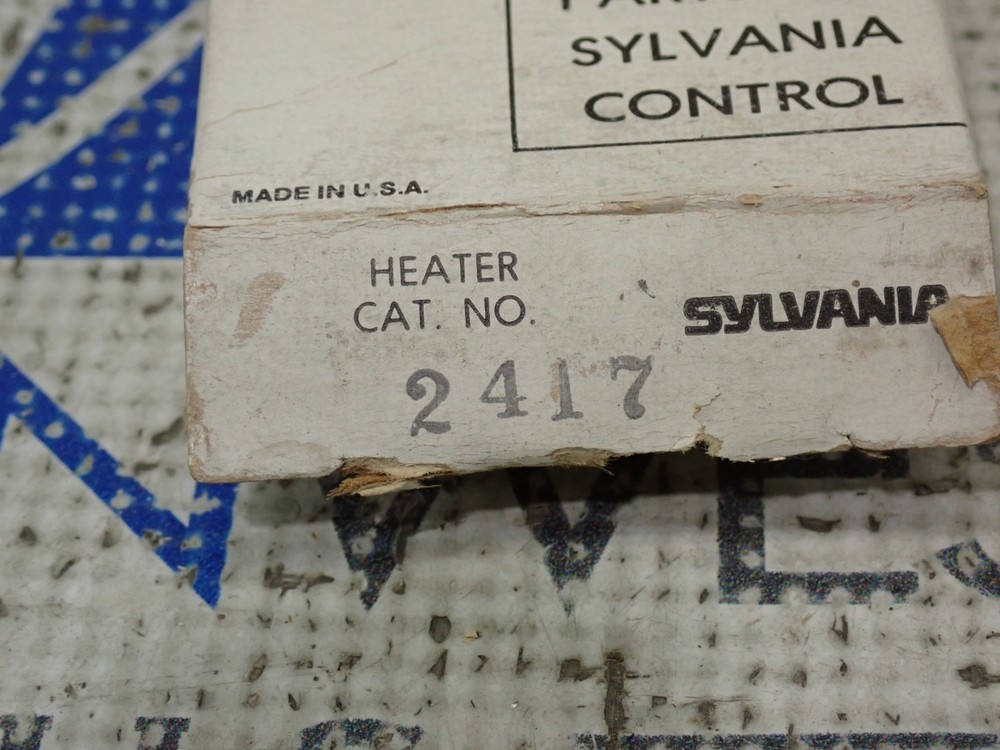 SYLVANIA
CONTROL
MADE IN U.S.A.
HEATER
CAT. NO.
SYLVANIA
2417